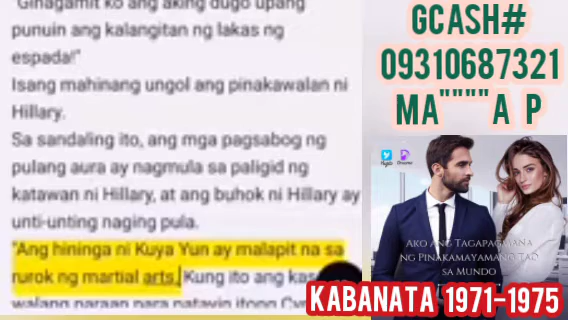 "Ginagamit ko ang aking dugo upang
punuin ang kalangitan ng lakas ng
espada!"
Isang mahinang ungol ang pinakawalan ni
Hillary.
Sa sandaling ito, ang mga pagsabog ng
pulang aura ay nagmula sa paligid ng
katawan ni Hillary, at ang buhok ni Hillary ay
unti-unting naging pula.
"Ang hininga ni Kuya Yun ay malapit na sa
rurok ng martial arts. Kung ito ang
walang paraan para patayin itong
GCASH#
09310687321
MA""""A P
AKO ANG TAGAPAGMANA
NG PINAKAMAYAMANG TAO
SA MUNDO
KABANATA 1971-1975